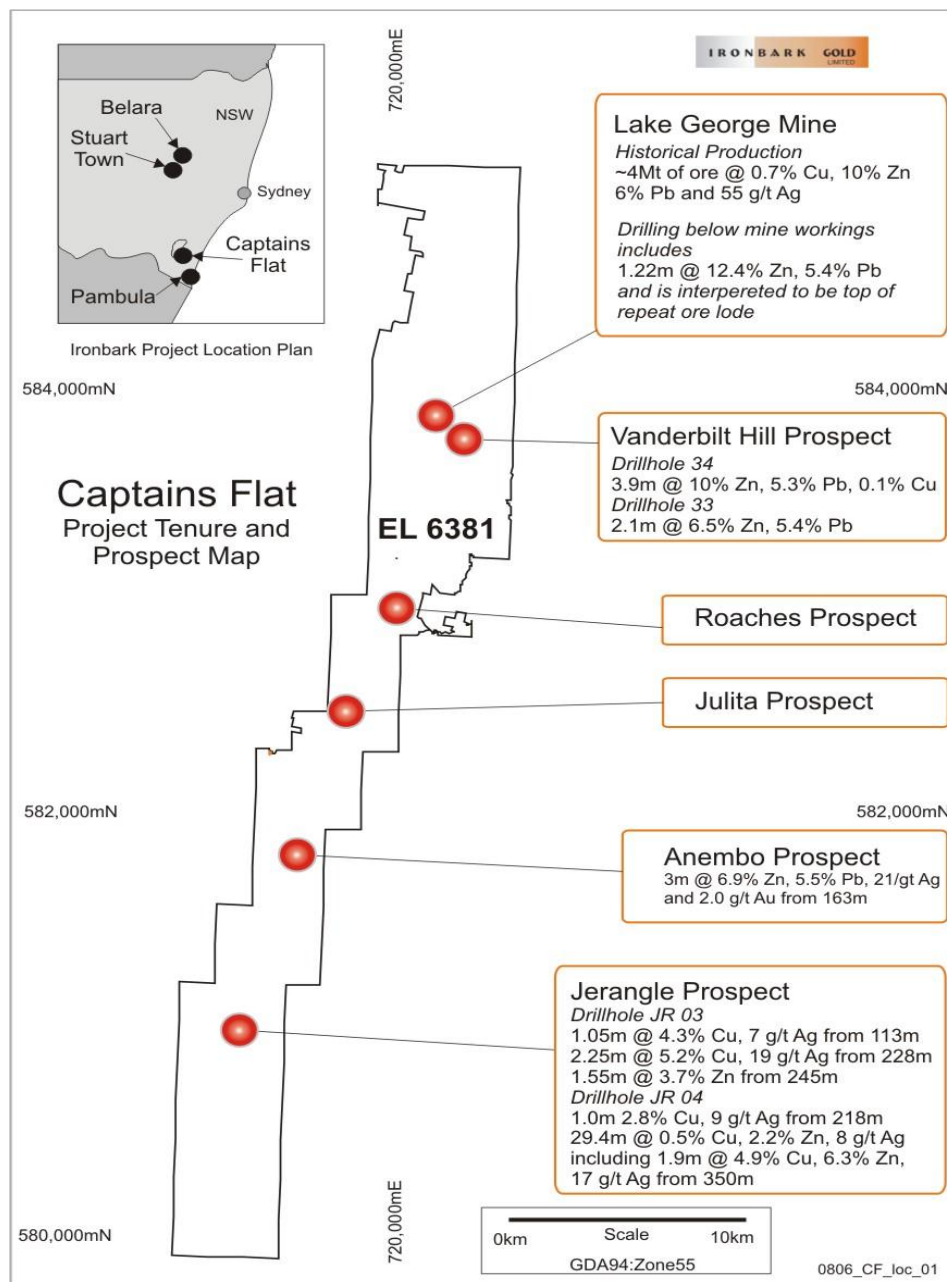 IRONBARK GOLD
LIMITED
720,000mE
Belara
Stuart
Town
NSW
Sydney
Captains
Flat
Pambula
Ironbark Project Location Plan
Lake George Mine
Historical Production
~4Mt of ore @ 0.7% Cu, 10% Zn
6% Pb and 55 g/t Ag
Drilling below mine workings
includes
1.22m @ 12.4% Zn, 5.4% Pb
and is interpereted to be top of
repeat ore lode
584,000mN
584,000mN
Vanderbilt Hill Prospect
Drillhole 34
3.9m @ 10% Zn, 5.3% Pb, 0.1% Cu
Drillhole 33
2.1m @ 6.5% Zn, 5.4% Pb
Captains Flat
Project Tenure and
Prospect Map
EL 6381
Roaches Prospect
Julita Prospect
582,000mN
582,000mN
Anembo Prospect
3m @ 6.9% Zn, 5.5% Pb, 21/gt Ag
and 2.0 g/t Au from 163m
Jerangle Prospect
Drillhole JR 03
1.05m @ 4.3% Cu, 7 g/t Ag from 113m
2.25m @ 5.2% Cu, 19 g/t Ag from 228m
1.55m @ 3.7% Zn from 245m
Drillhole JR 04
1.0m 2.8% Cu, 9 g/t Ag from 218m
29.4m @ 0.5% Cu, 2.2% Zn, 8 g/t Ag
including 1.9m @ 4.9% Cu, 6.3% Zn,
17 g/t Ag from 350m
580,000mN
720,000mE
0km Scale 10km
GDA94:Zone55
0806_CF_loc_01